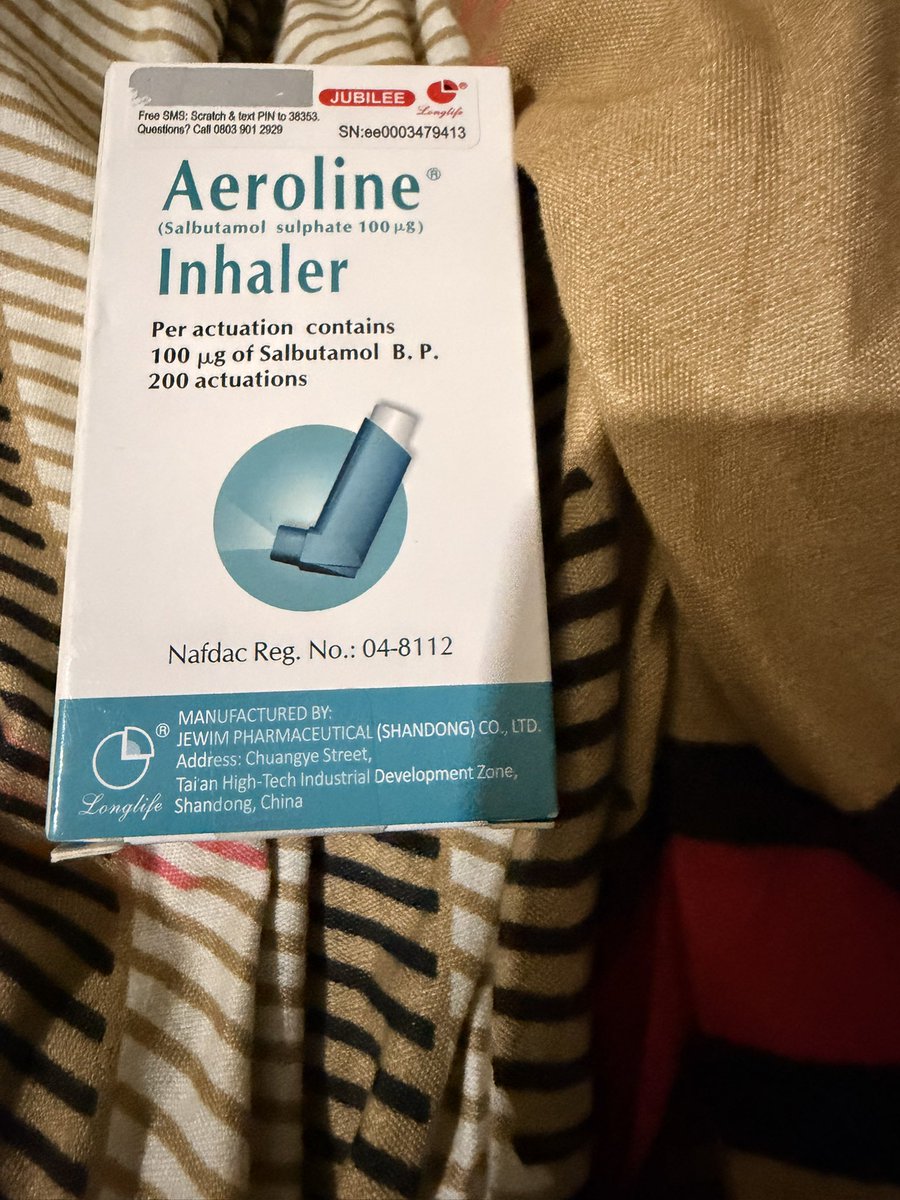 JUBILEE
Longlife
Free SMS: Scratch & text PIN to 38353.
Questions? Call 0803 901 2929
SN:ee0003479413
Aeroline®
(Salbutamol sulphate 100 µg)
Inhaler
Per actuation contains
100 µg of Salbutamol B. P.
200 actuations
Nafdac Reg. No.: 04-8112
MANUFACTURED BY:
JEWIM PHARMACEUTICAL (SHANDONG) CO., LTD.
Address: Chuangye Street,
Tai'an High-Tech Industrial Development Zone,
Shandong, China
Longlife